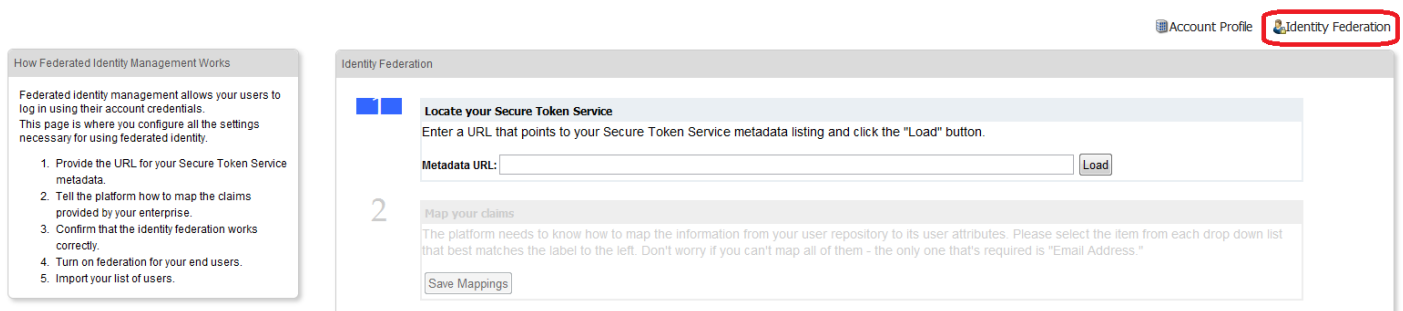 Account Profile Identity Federation
How Federated Identity Management Works
Federated identity management allows your users to
log in using their account credentials.
This page is where you configure all the settings
necessary for using federated identity.
1. Provide the URL for your Secure Token Service
metadata.
2. Tell the platform how to map the claims
provided by your enterprise.
3. Confirm that the identity federation works
correctly.
4. Turn on federation for your end users.
5. Import your list of users.
Identity Federation
1
Locate your Secure Token Service
Enter a URL that points to your Secure Token Service metadata listing and click the "Load" button.
Metadata URL: Load
2
Map your claims
The platform needs to know how to map the information from your user repository to its user attributes. Please select the item from each drop down list
that best matches the label to the left. Don't worry if you can't map all of them - the only one that's required is "Email Address."
Save Mappings